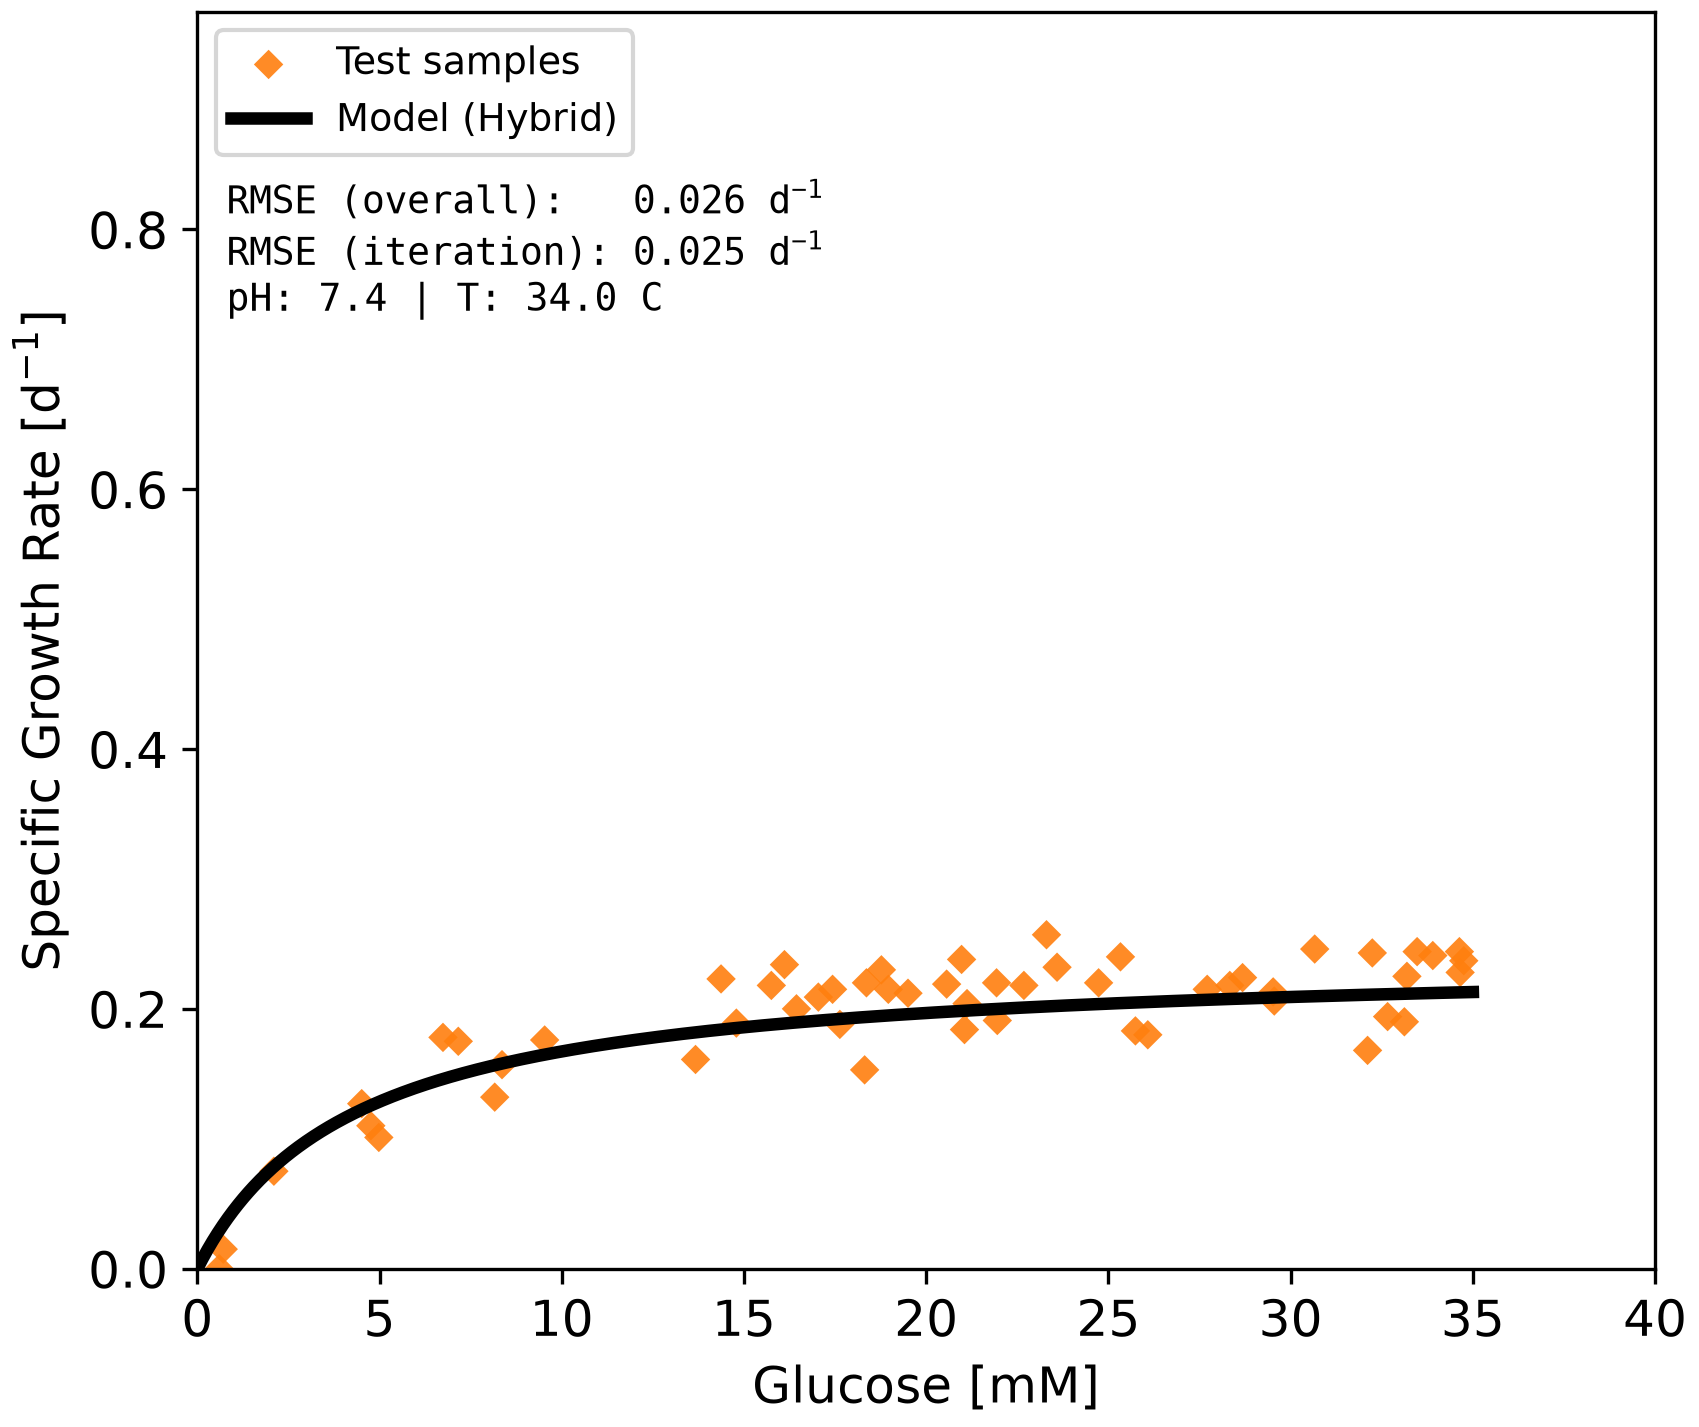 Test samples
Model (Hybrid)
RMSE (overall): 0.026 d⁻¹
RMSE (iteration): 0.025 d⁻¹
pH: 7.4 | T: 34.0 C
Specific Growth Rate [d⁻¹]
0.8
0.6
0.4
0.2
0.0
0 5 10 15 20 25 30 35 40
Glucose [mM]